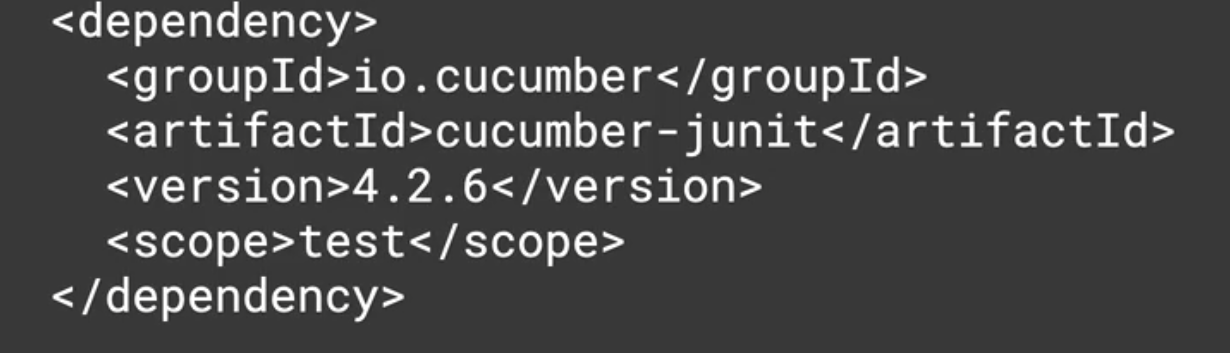 <dependency>
  <groupId>io.cucumber</groupId>
  <artifactId>cucumber-junit</artifactId>
  <version>4.2.6</version>
  <scope>test</scope>
</dependency>